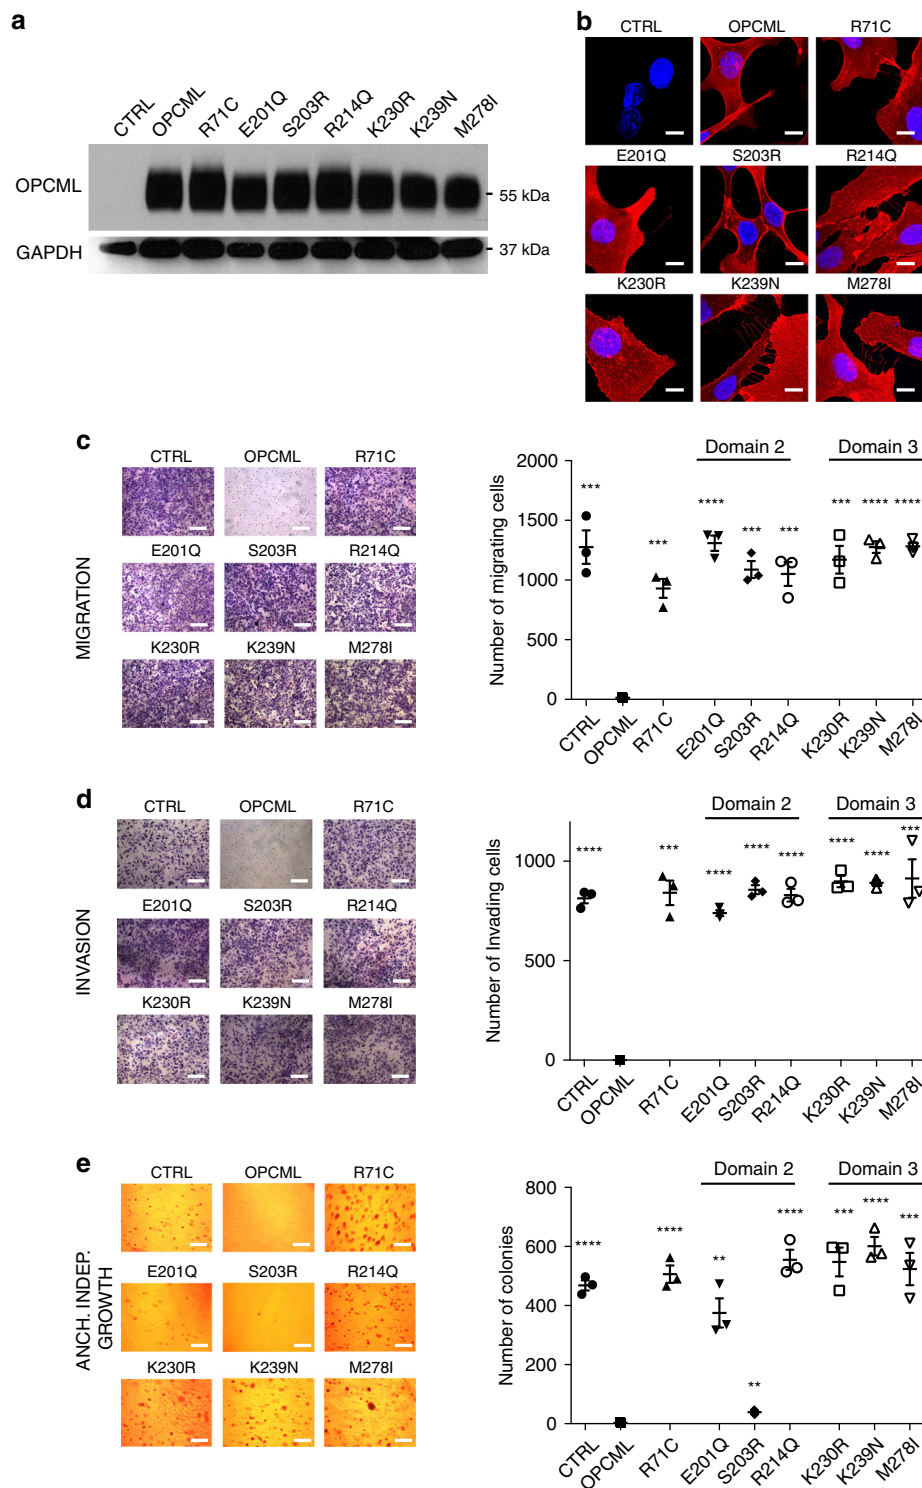 a
CTRL OPCML R71C E201Q S203R R214Q K230R K239N M278I
OPCML
55 kDa
GAPDH
37 kDa
b
CTRL OPCML R71C
E201Q S203R R214Q
K230R K239N M278I
c
MIGRATION
CTRL OPCML R71C
E201Q S203R R214Q
K230R K239N M278I
Domain 2 Domain 3
Number of migrating cells
2000
1500
1000
500
0
*** *** **** *** *** *** **** ****
CTRL OPCML R71C E201Q S203R R214Q K230R K239N M278I
d
INVASION
CTRL OPCML R71C
E201Q S203R R214Q
K230R K239N M278I
Domain 2 Domain 3
Number of Invading cells
1000
500
0
**** *** **** **** **** **** **** ***
CTRL OPCML R71C E201Q S203R R214Q K230R K239N M278I
e
ANCH. INDEP.
GROWTH
CTRL OPCML R71C
E201Q S203R R214Q
K230R K239N M278I
Domain 2 Domain 3
Number of colonies
800
600
400
200
0
**** **** ** ** **** *** **** ***
CTRL OPCML R71C E201Q S203R R214Q K230R K239N M278I